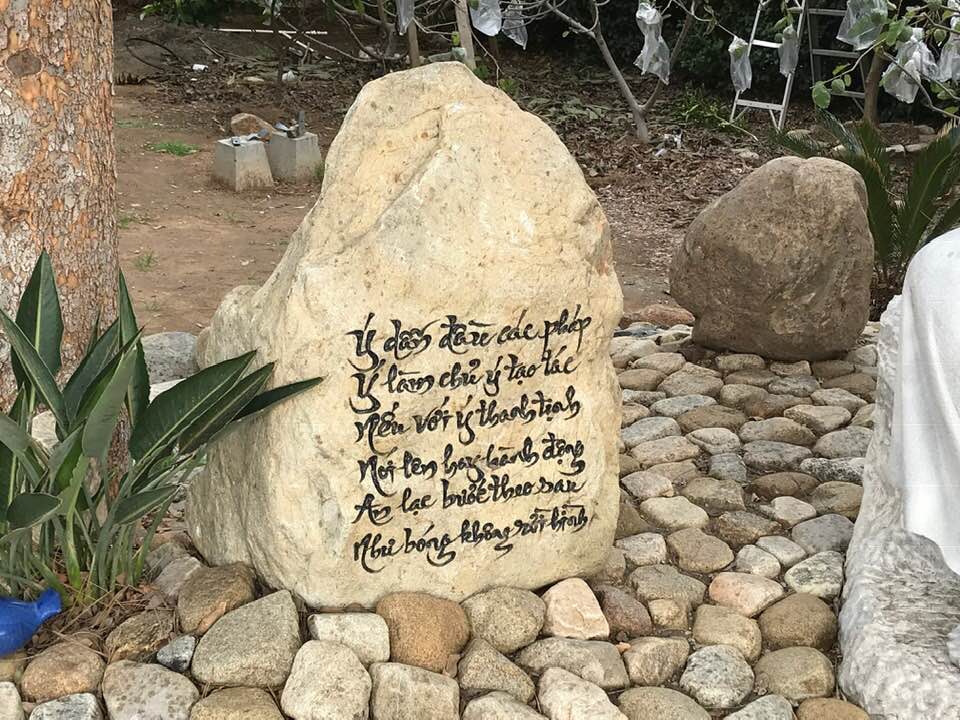 Ý dẫn đầu các pháp
Ý làm chủ ý tạo tác
Nếu với ý thanh tịnh
Nói lên hay hành động
An lạc bước theo sau
Như bóng không rời hình